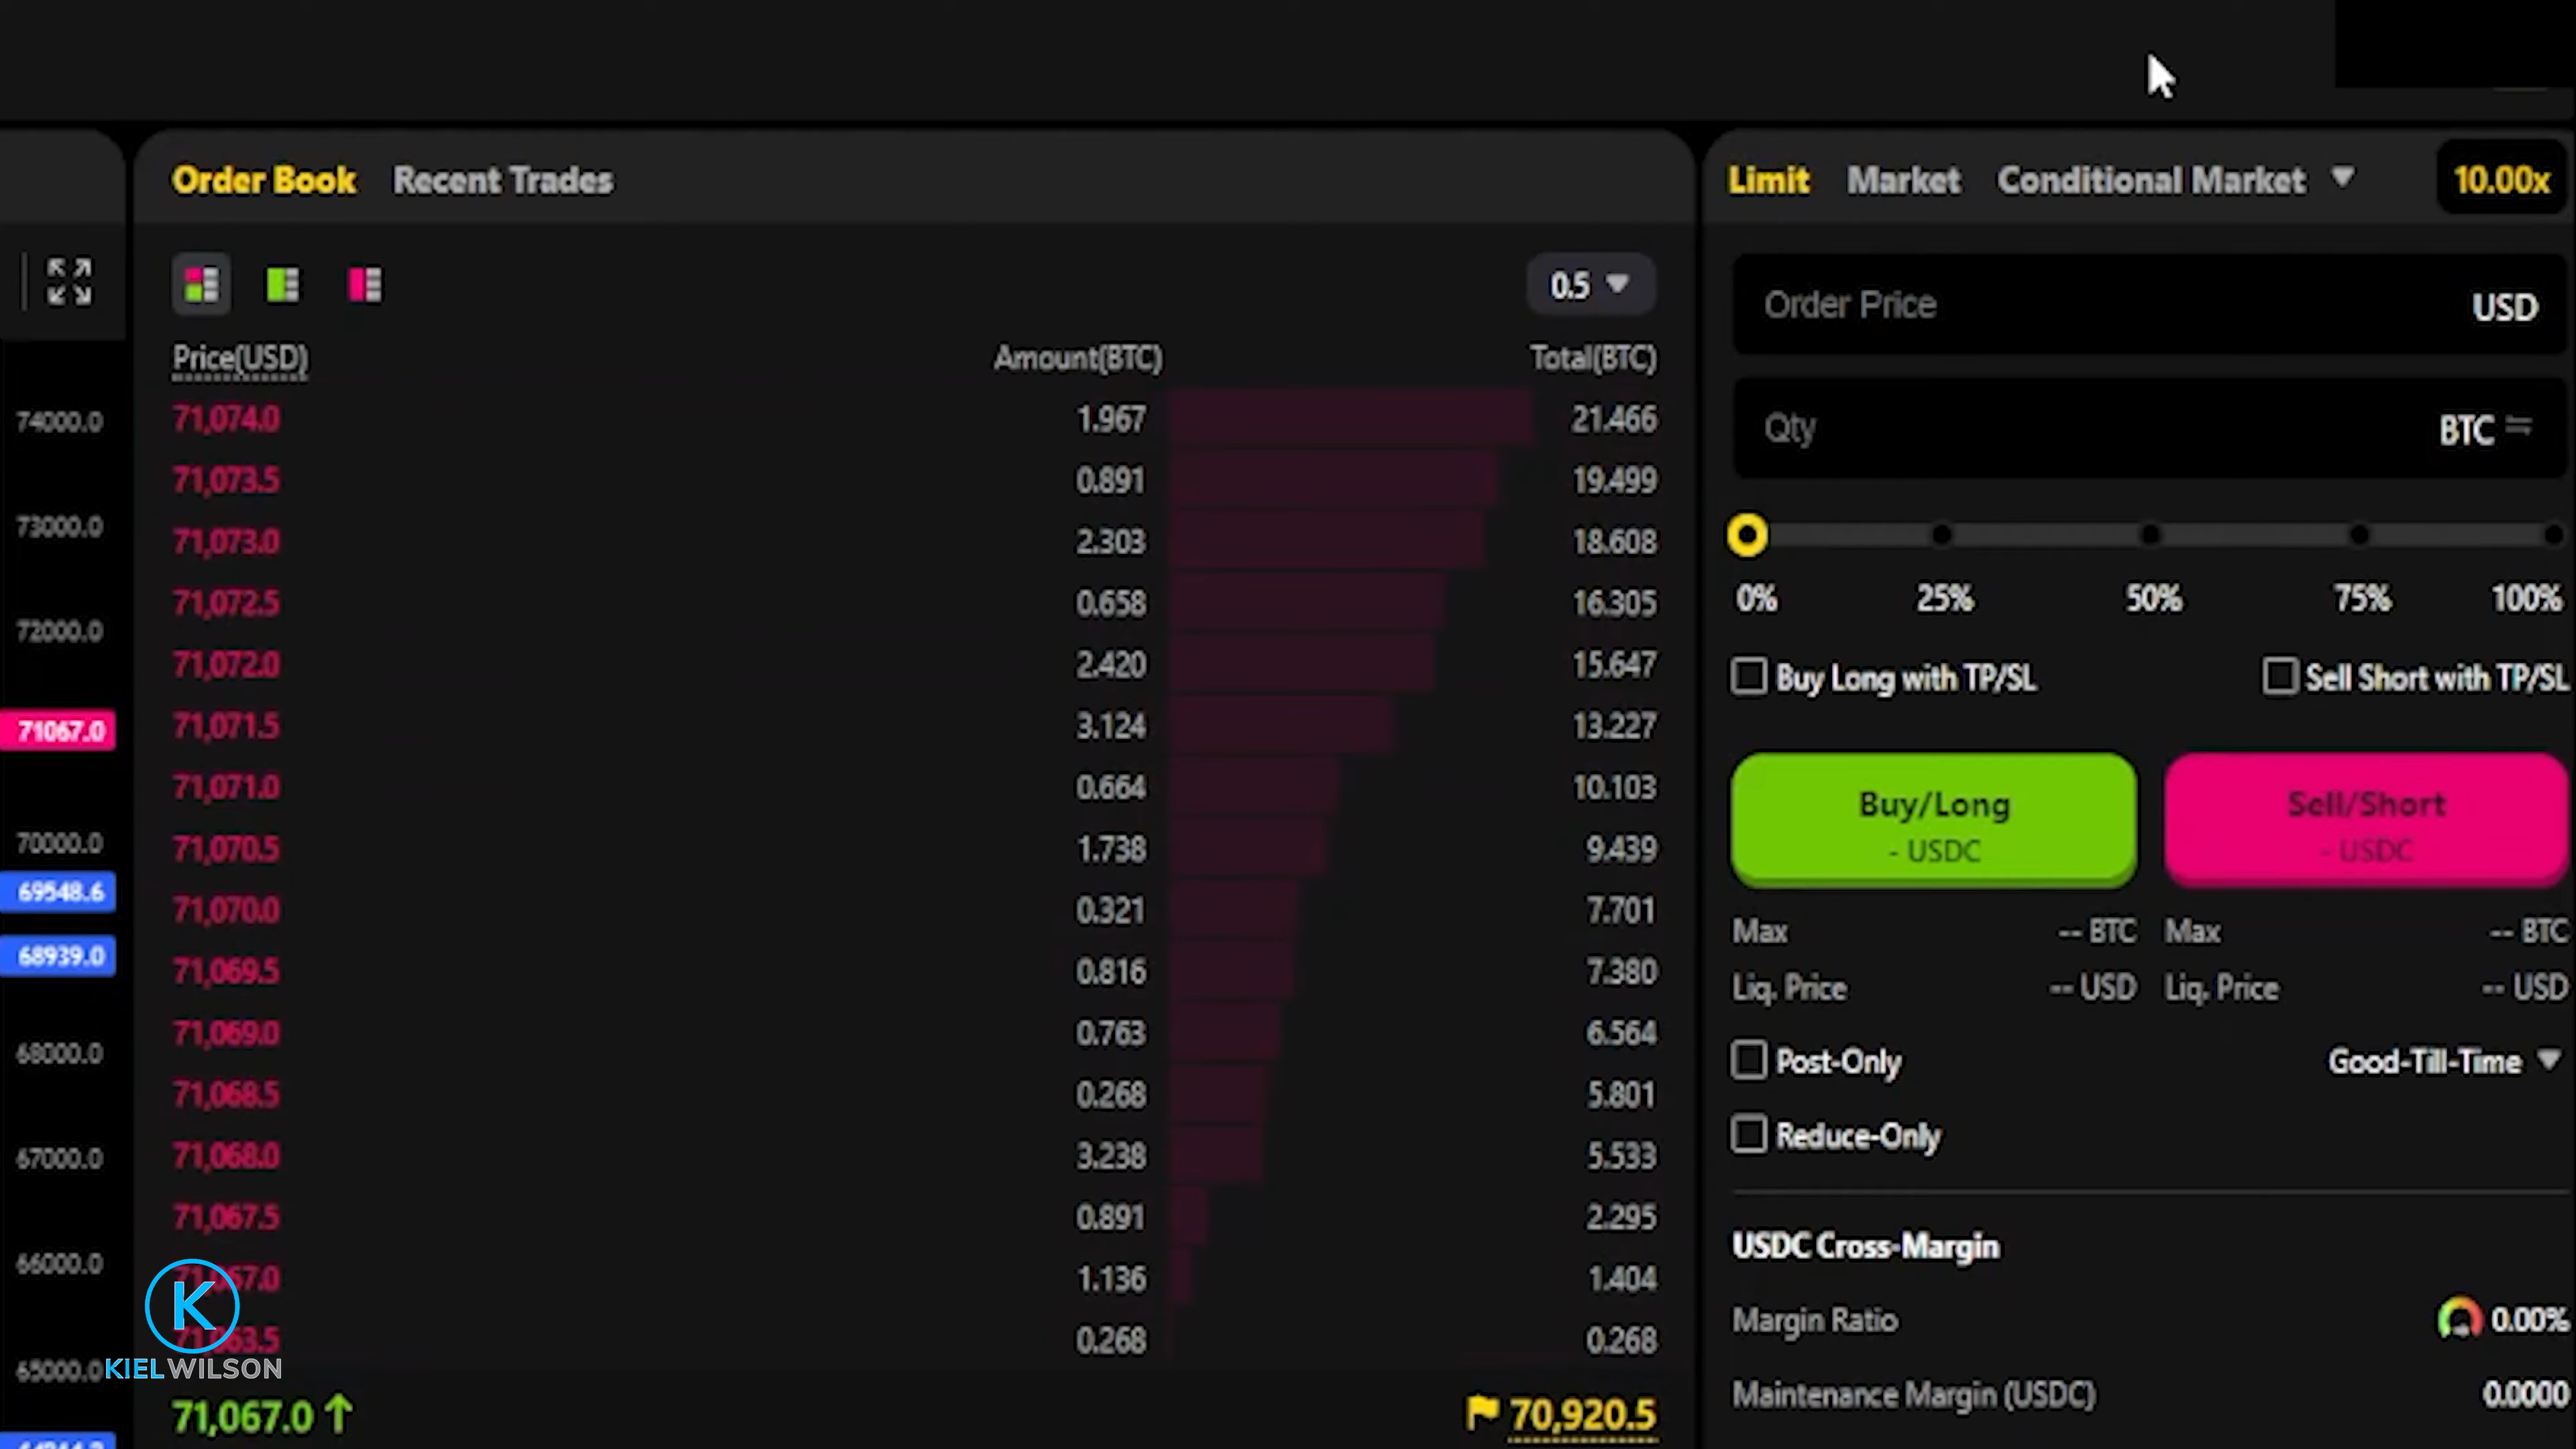 Order Book Recent Trades
0.5
Price(USD) Amount(BTC) Total(BTC)
71,074.0 1.967 21.466
71,073.5 0.891 19.499
71,073.0 2.303 18.608
71,072.5 0.658 16.305
71,072.0 2.420 15.647
71,071.5 3.124 13.227
71,071.0 0.664 10.103
71,070.5 1.738 9.439
71,070.0 0.321 7.701
71,069.5 0.816 7.380
71,069.0 0.763 6.564
71,068.5 0.268 5.801
71,068.0 3.238 5.533
71,067.5 0.891 2.295
71,067.0 1.136 1.404
0.268 0.268
71,067.0 70,920.5
74000.0
73000.0
72000.0
71067.0
70000.0
69548.6
68939.0
68000.0
67000.0
66000.0
65000.0
K
KIELWILSON
Limit Market Conditional Market 10.00x
Order Price USD
Qty BTC
0% 25% 50% 75% 100%
Buy Long with TP/SL Sell Short with TP/SL
Buy/Long Sell/Short
- USDC - USDC
Max -- BTC Max -- BTC
Liq. Price -- USD Liq. Price -- USD
Post-Only Good-Till-Time
Reduce-Only
USDC Cross-Margin
Margin Ratio 0.00%
Maintenance Margin (USDC) 0.0000